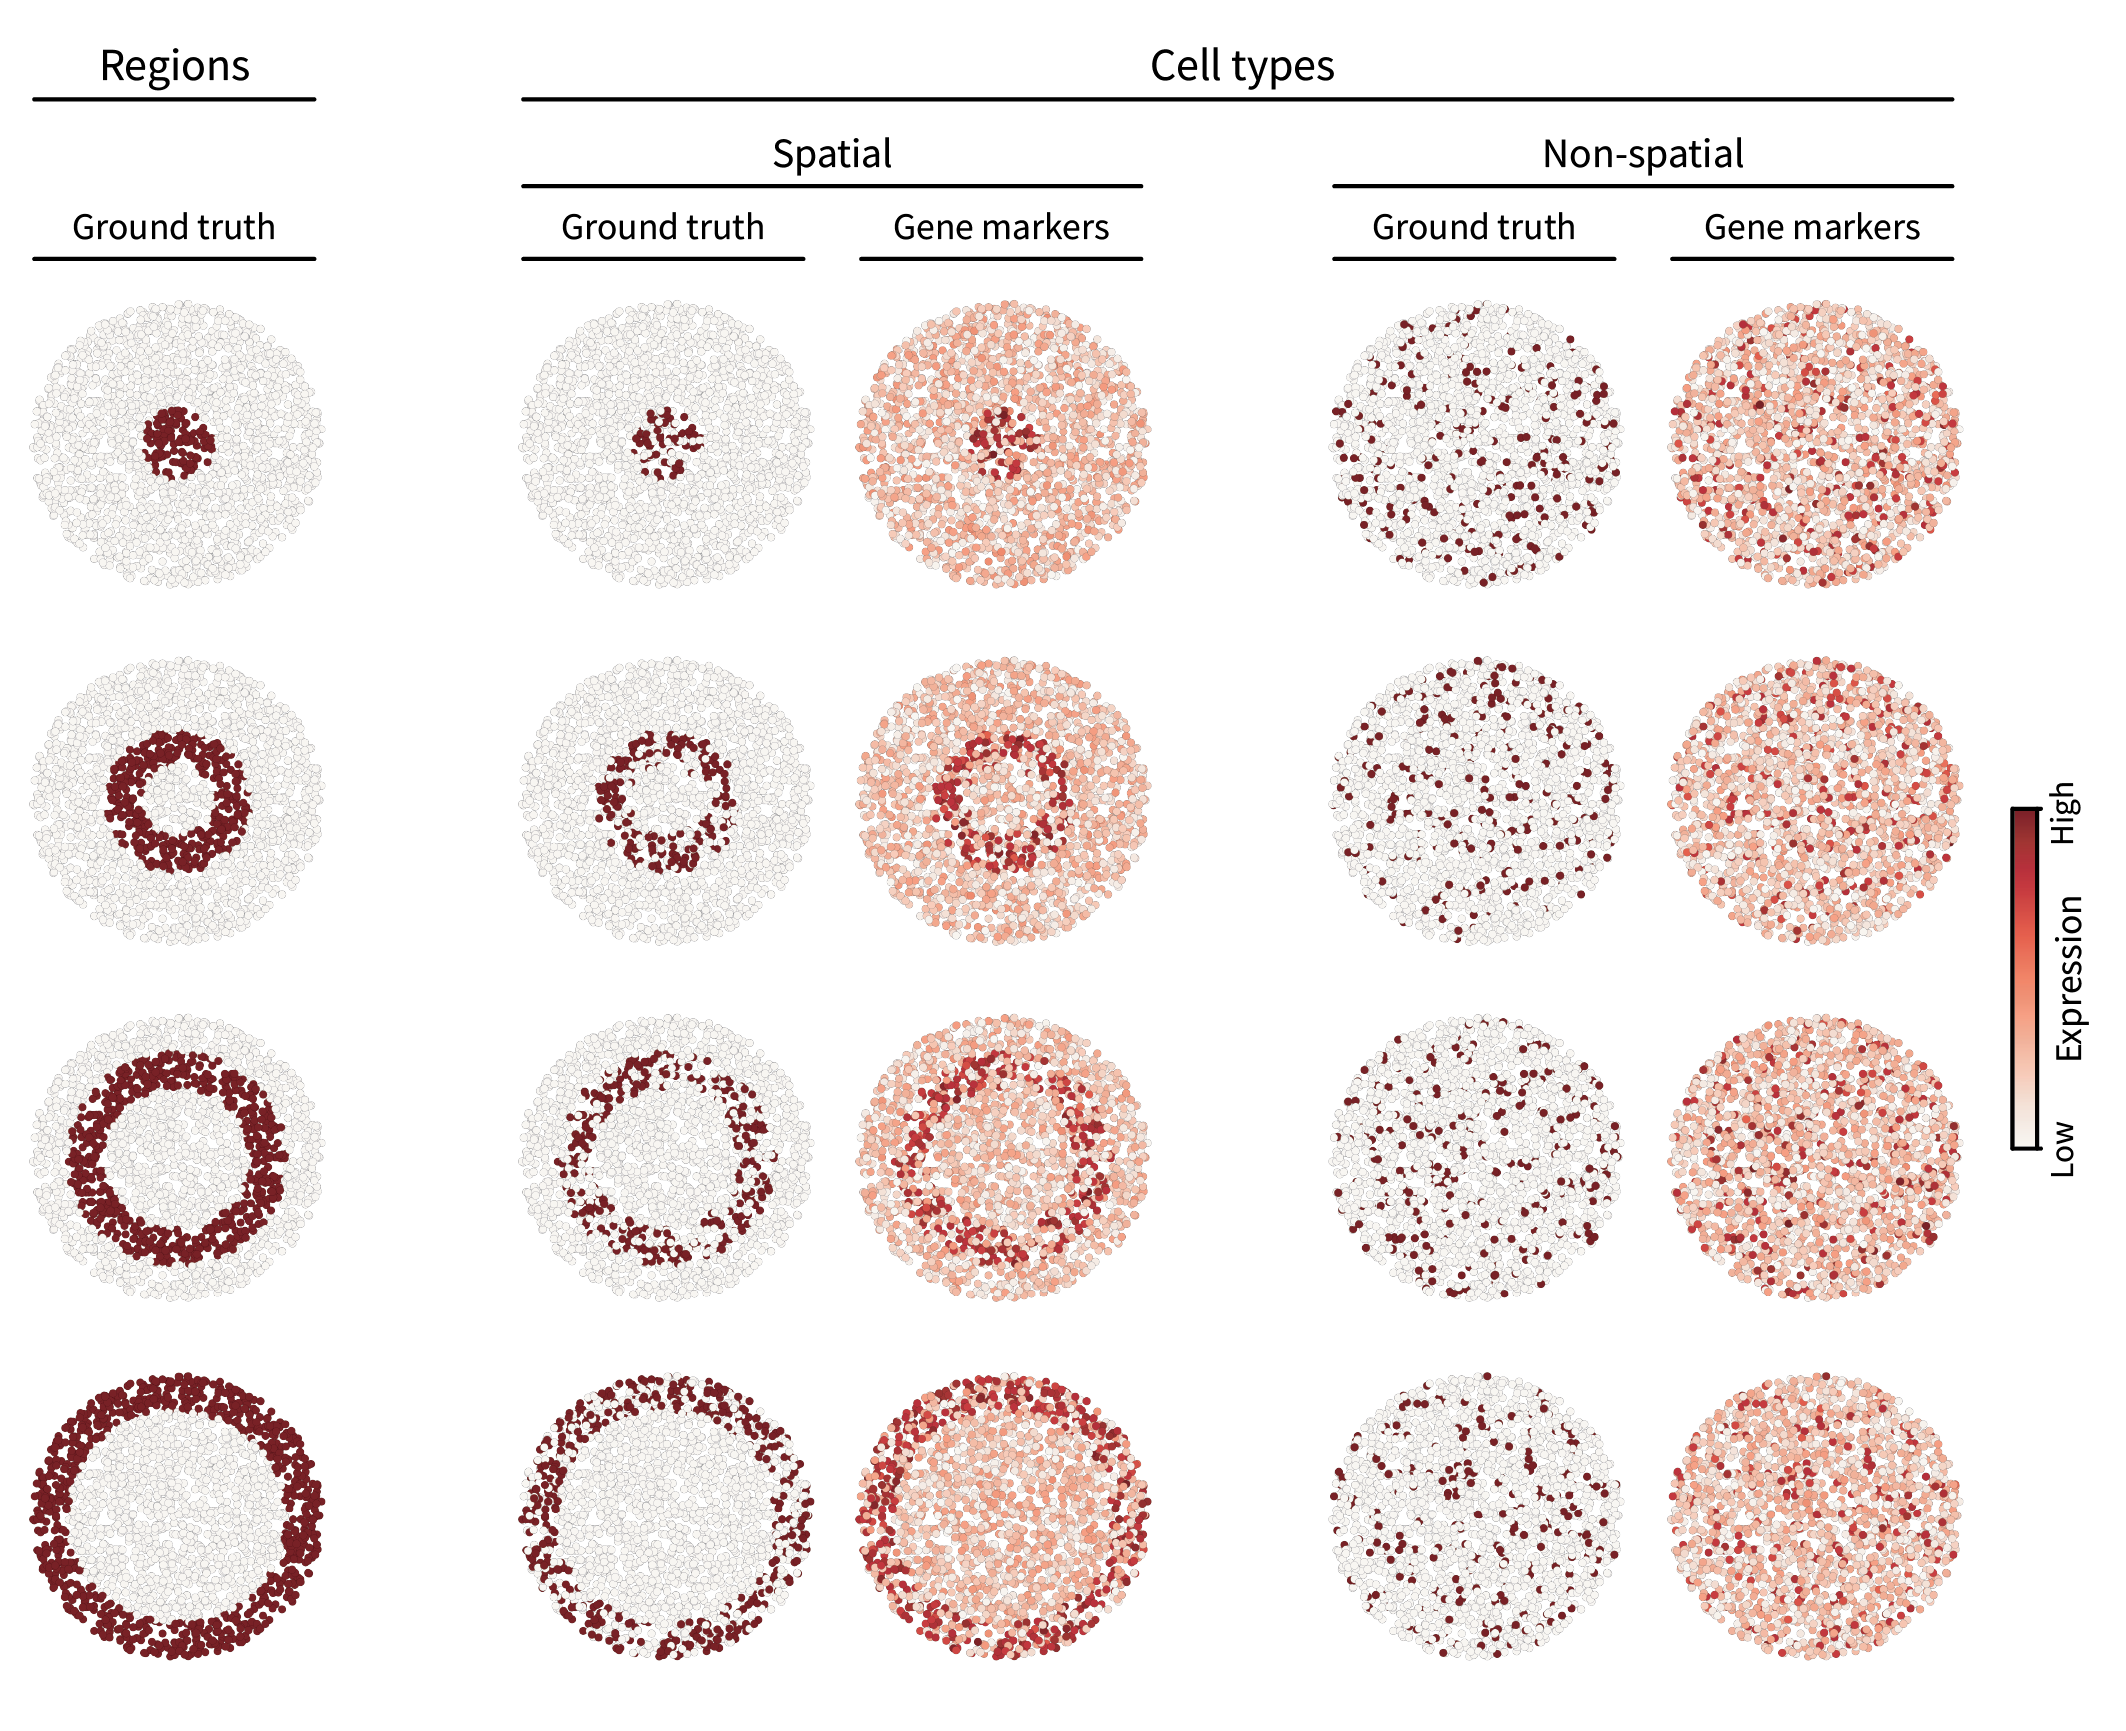 Regions
Cell types
Spatial
Non-spatial
Ground truth
Ground truth
Gene markers
Ground truth
Gene markers
High
Expression
Low